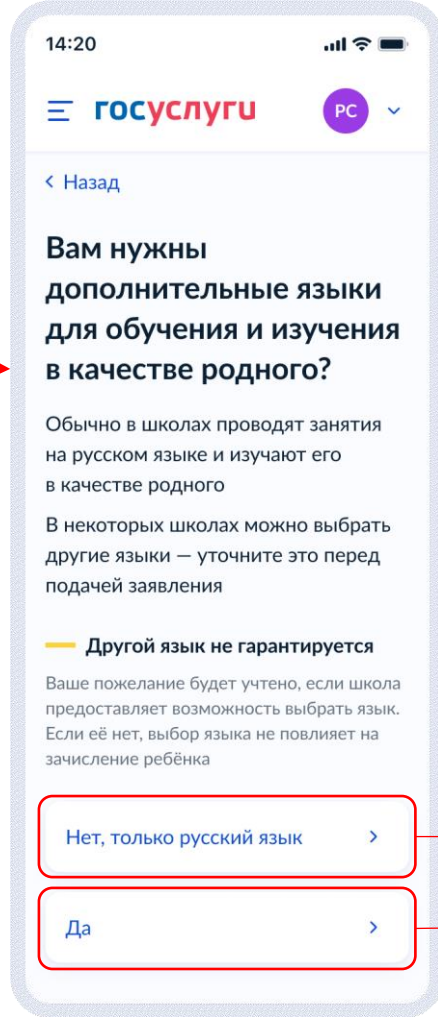 14:20
госуслуги
РС
Назад
Вам нужны
дополнительные языки
для обучения и изучения
в качестве родного?
Обычно в школах проводят занятия
на русском языке и изучают его
в качестве родного
В некоторых школах можно выбрать
другие языки — уточните это перед
подачей заявления
Другой язык не гарантируется
Ваше пожелание будет учтено, если школа
предоставляет возможность выбрать язык.
Если её нет, выбор языка не повлияет на
зачисление ребёнка
Нет, только русский язык
Да